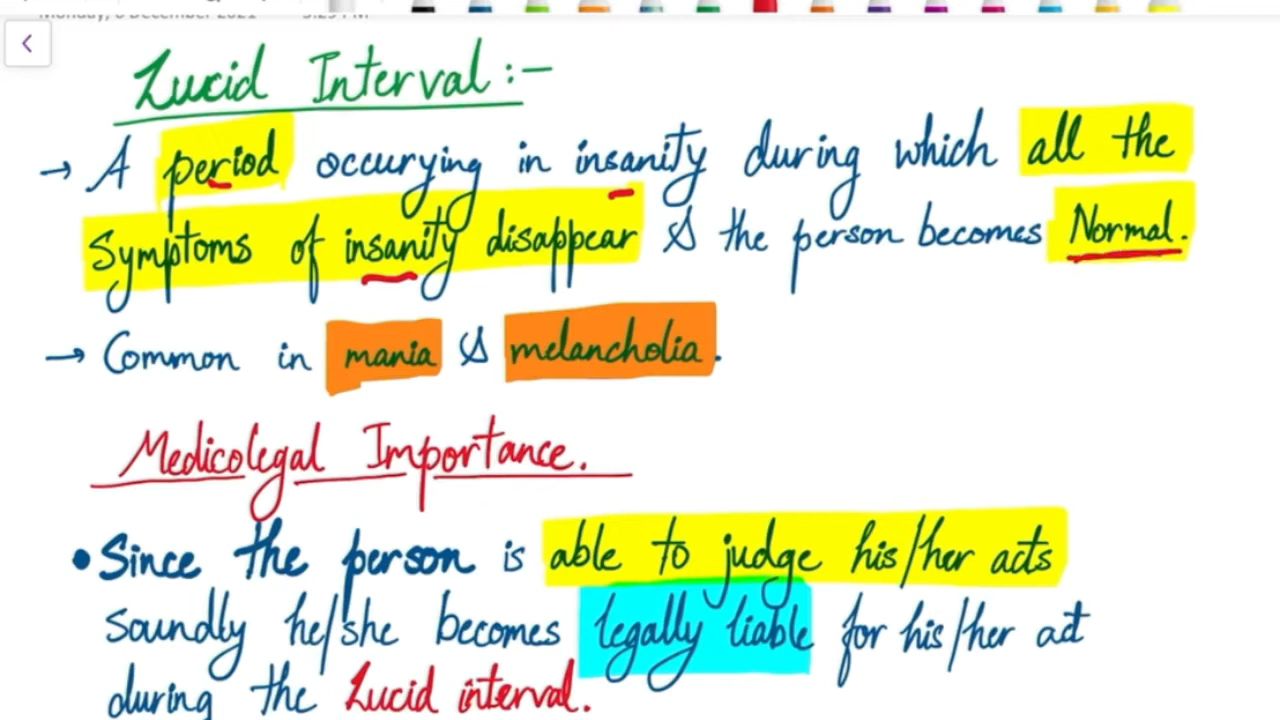 Lucid Interval :-
→ A period occurying in insanity during which all the
Symptoms of insanity disappear & the person becomes Normal.
→ Common in mania & melancholia.
Medicolegal Importance.
• Since the person is able to judge his/her acts
soundly he/she becomes legally liable for his/her act
during the Lucid interval.